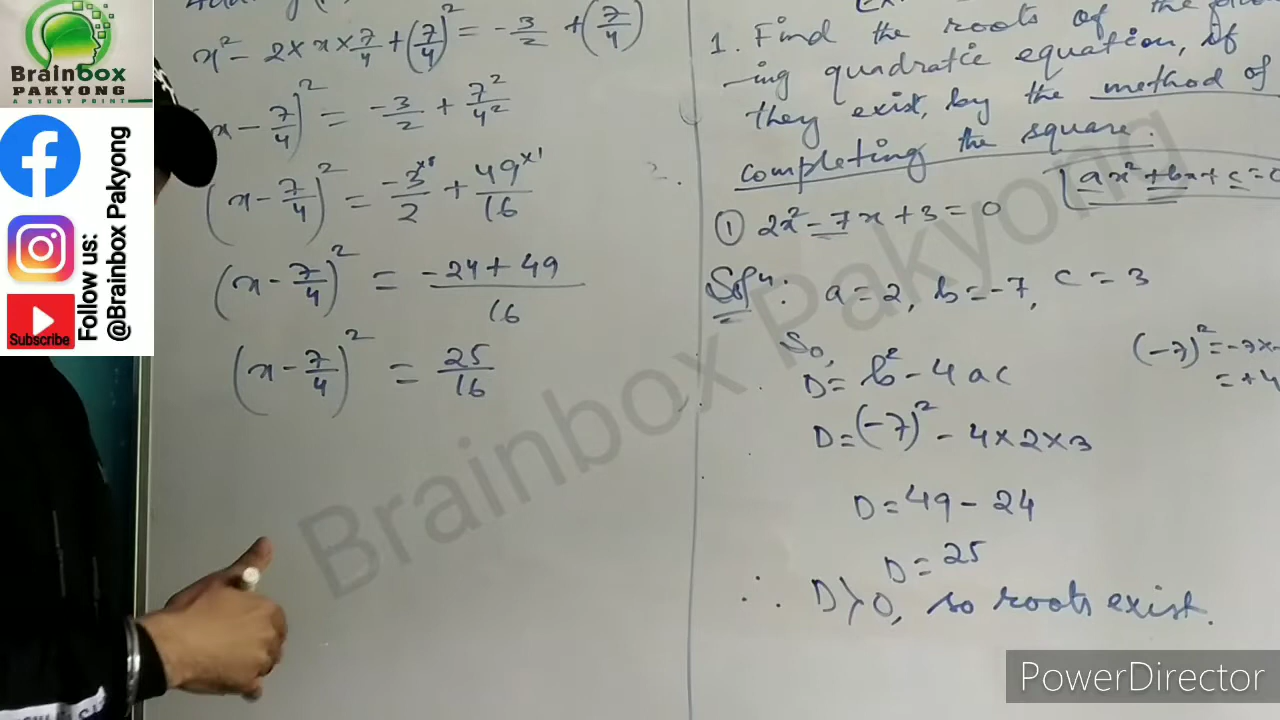 Brainbox
PAKYONG
A STUDY POINT
Subscribe
Follow us:
@Brainbox Pakyong
x² - 2 × x × 7/4 + (7/4)² = -3/2 + (7/4)
(x - 7/4)² = -3/2 + 7²/4²
(x - 7/4)² = -3×8/2 + 49×1/16
(x - 7/4)² = -24 + 49/16
(x - 7/4)² = 25/16
1. Find the roots of the
-ing quadratic equation, if
they exist, by the method of
completing the square.
ax² + bx + c = 0
① 2x² - 7x + 3 = 0
Solⁿ: a = 2, b = -7, c = 3
So,
D = b² - 4ac
(-7)² = -7×-
= +4
D = (-7)² - 4×2×3
D = 49 - 24
D = 25
∴ D > 0, so roots exist.
Brainbox Pakyong
PowerDirector